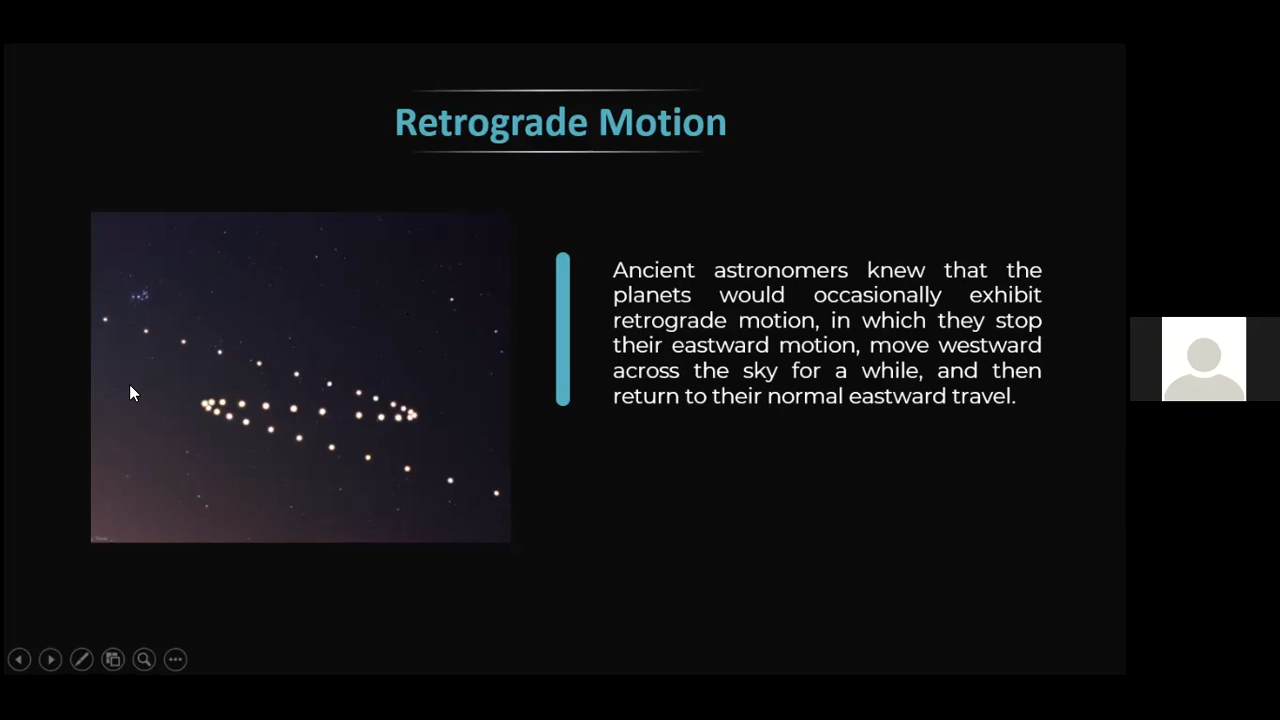 Retrograde Motion
Ancient astronomers knew that the
planets would occasionally exhibit
retrograde motion, in which they stop
their eastward motion, move westward
across the sky for a while, and then
return to their normal eastward travel.